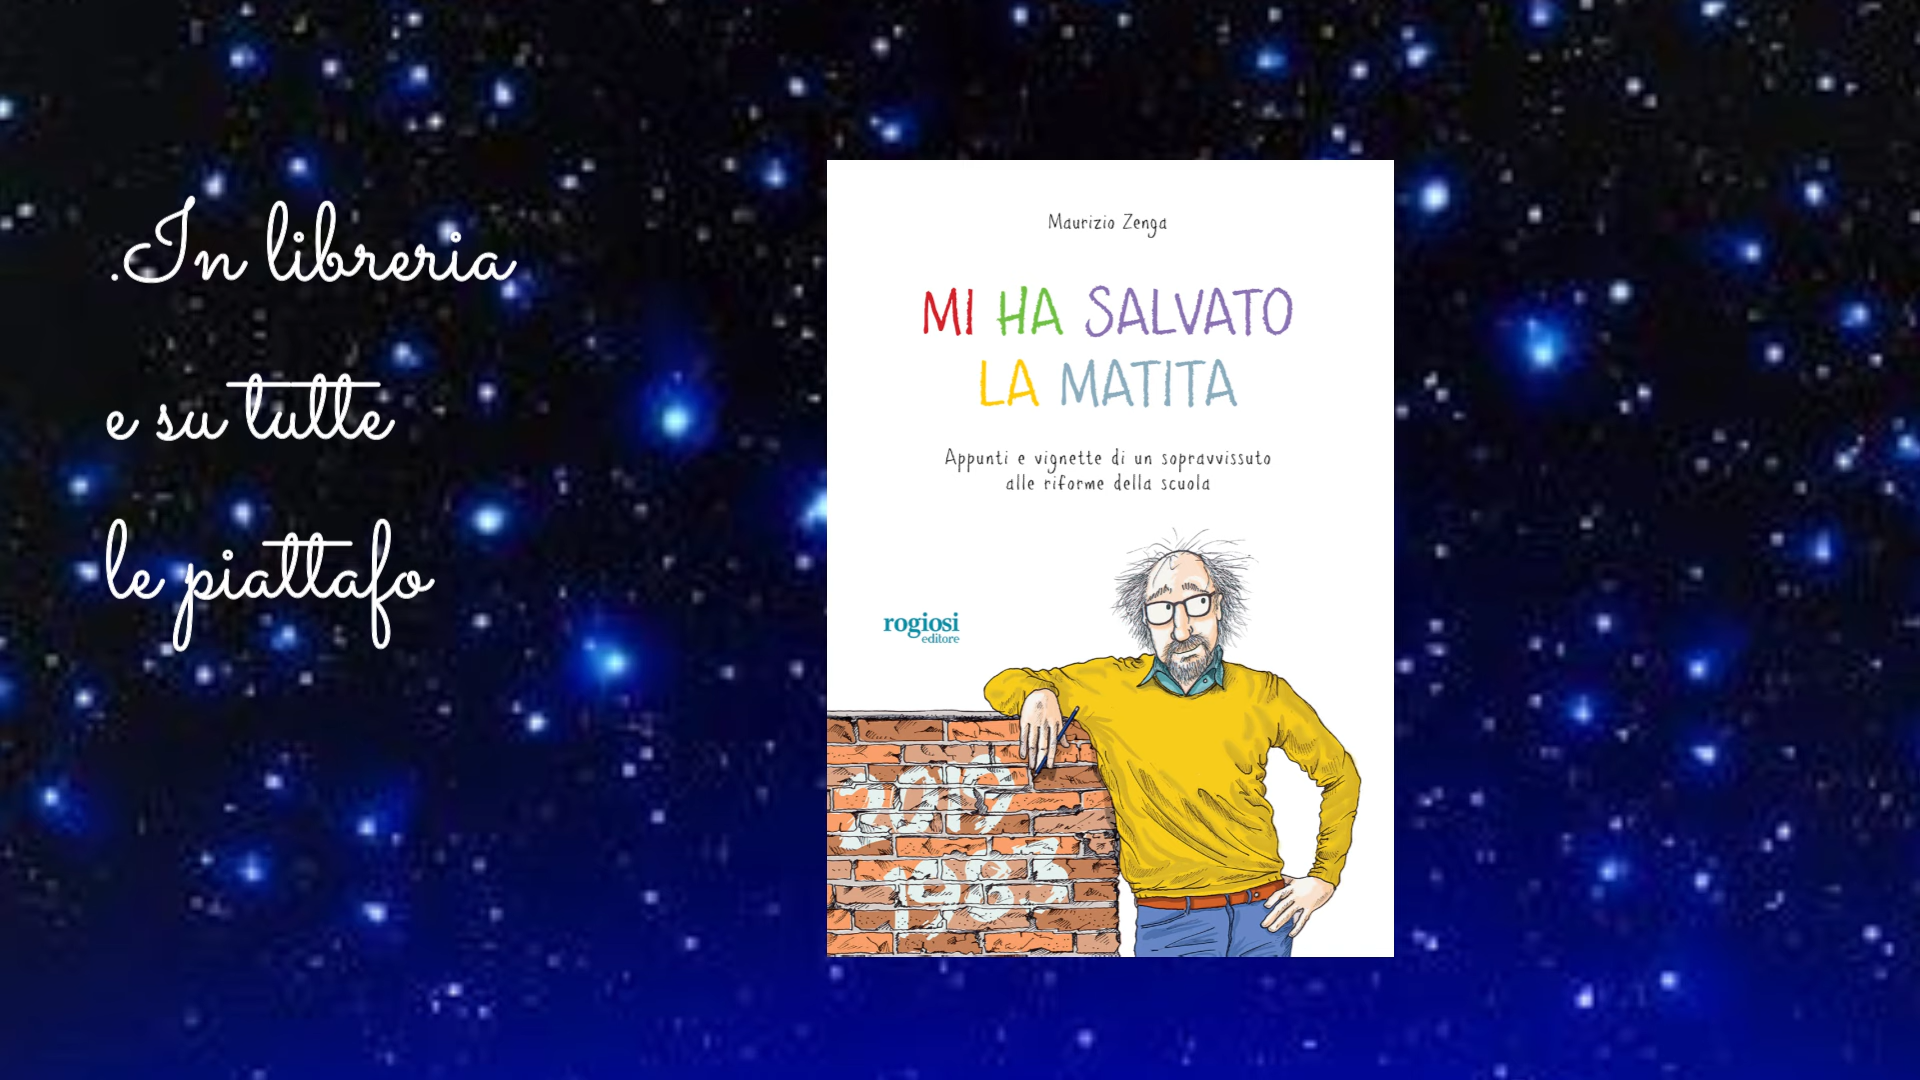 .In libreria
e su tutte
le piattafo
Maurizio Zenga
MI HA SALVATO
LA MATITA
Appunti e vignette di un sopravvissuto
alle riforme della scuola
rogiosi
editore